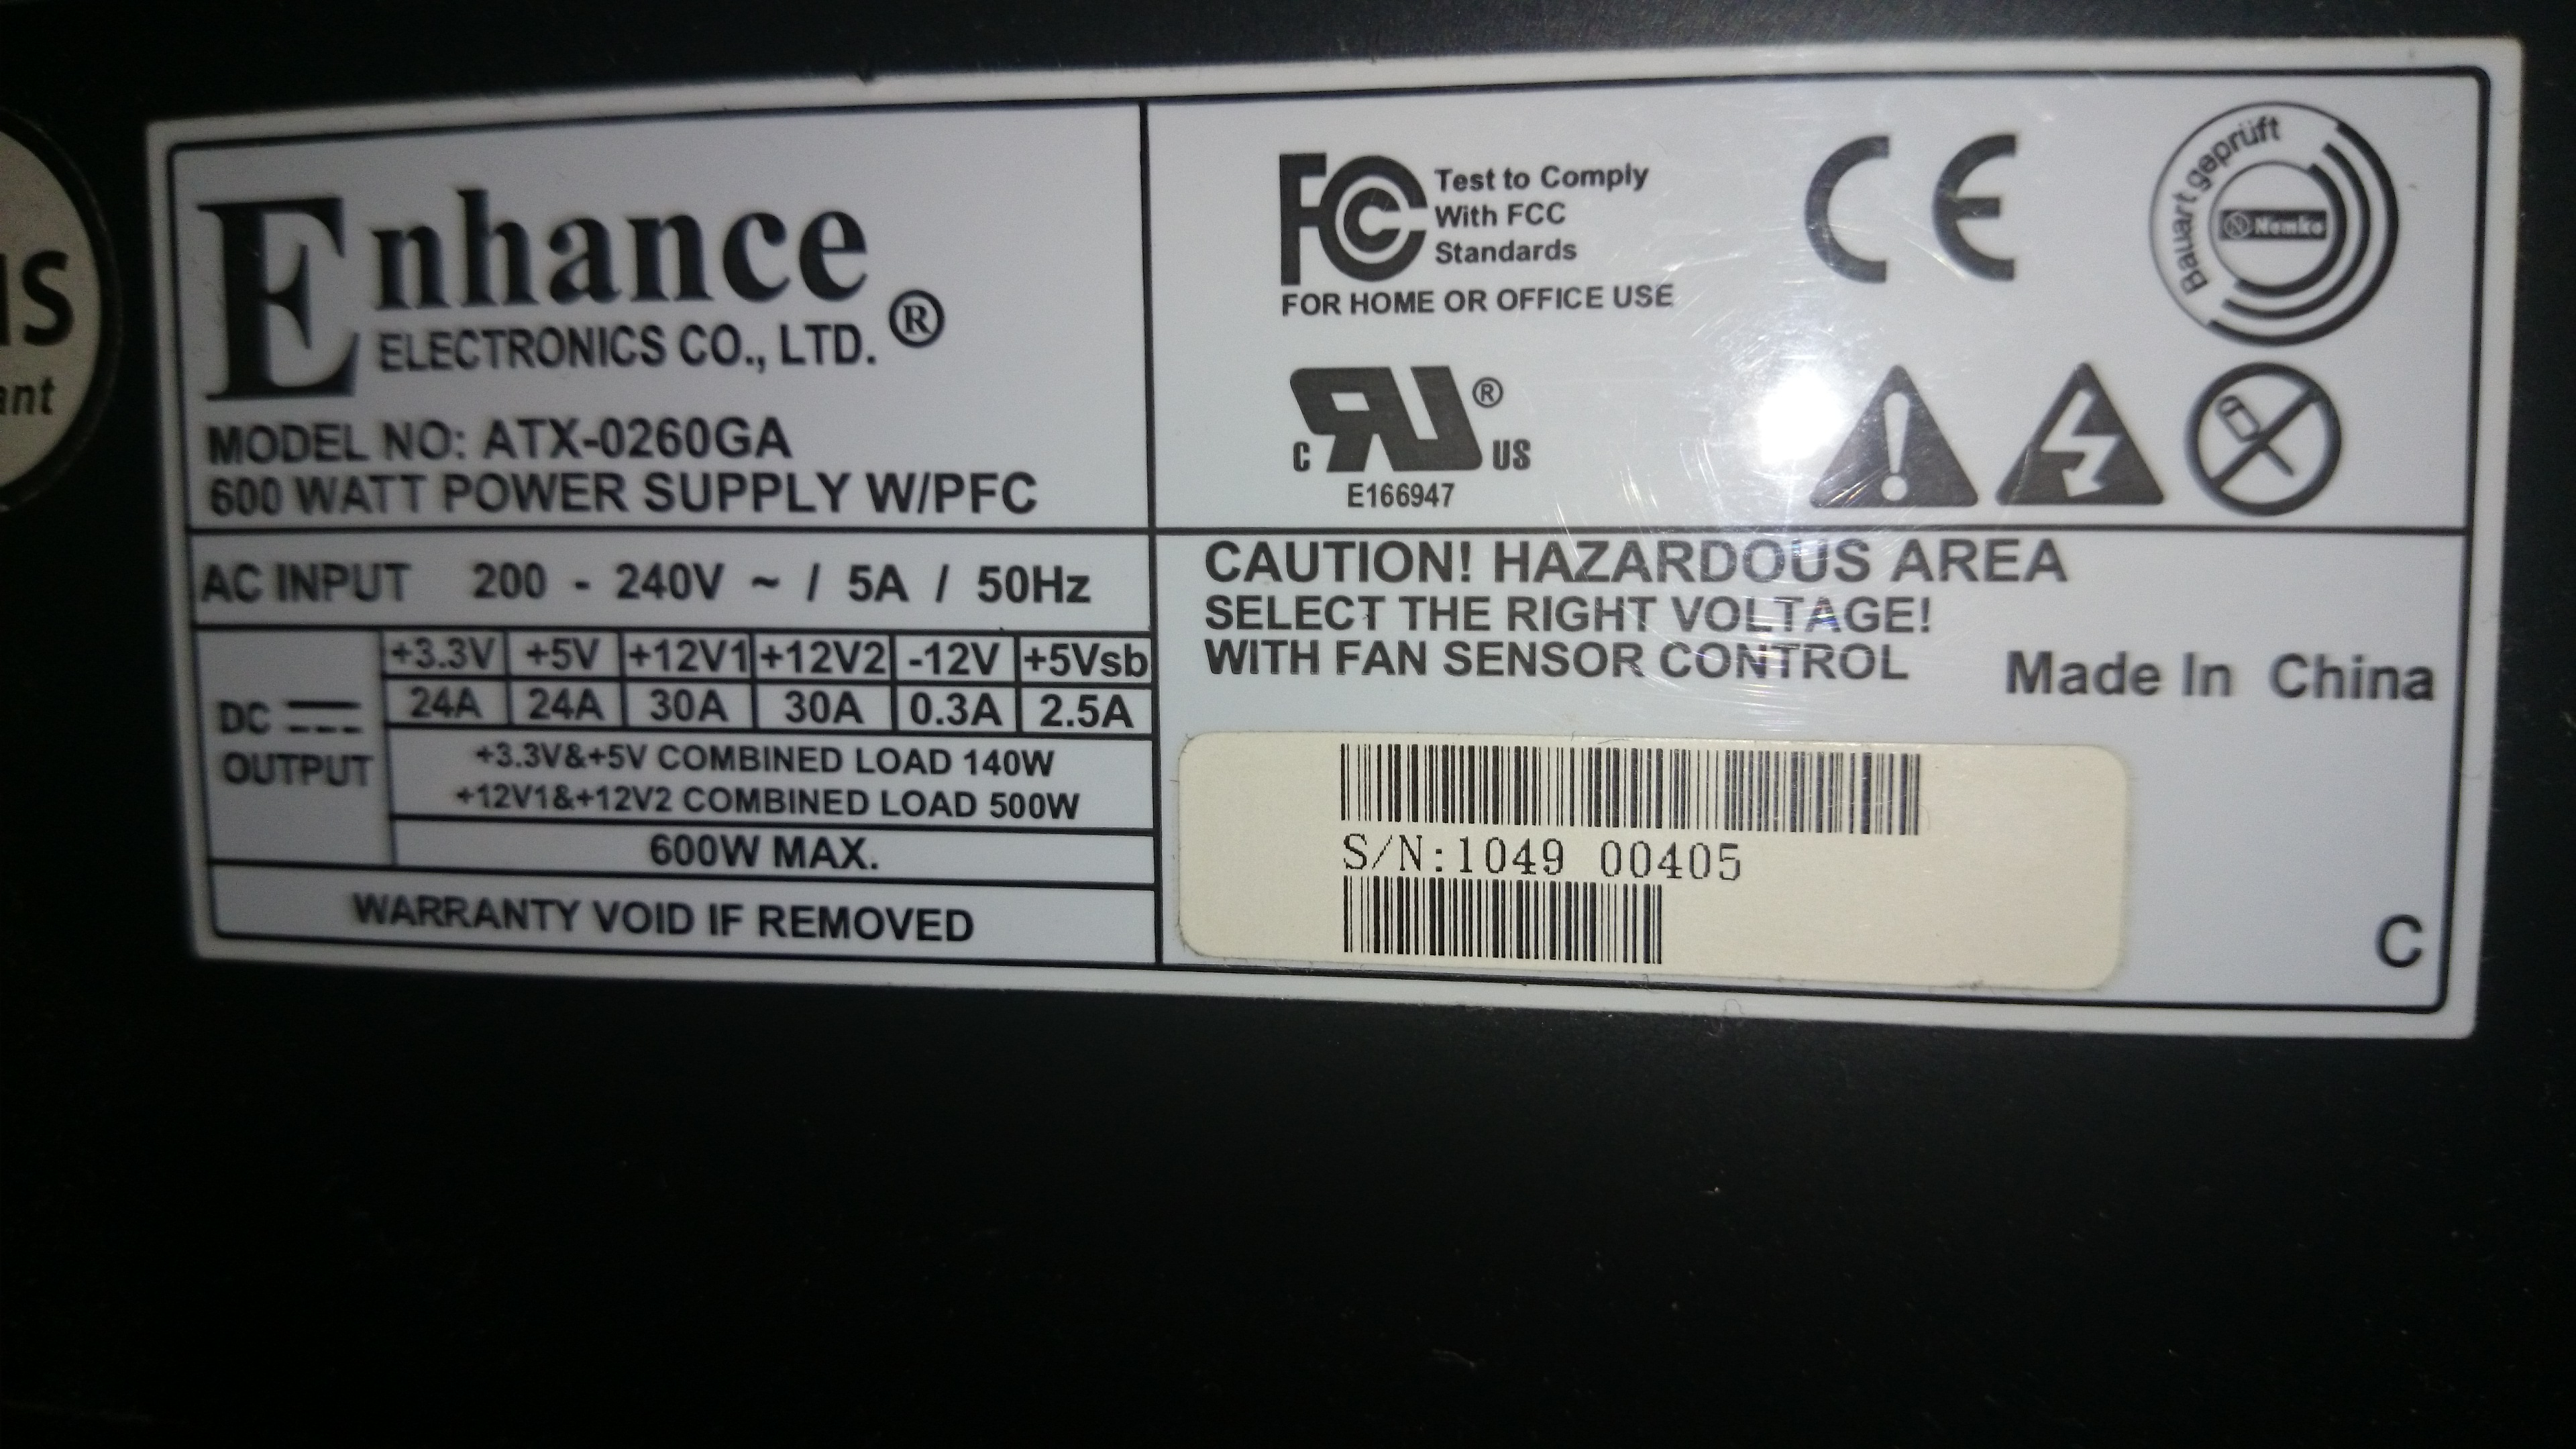 Enhance
ELECTRONICS CO., LTD. ®
MODEL NO: ATX-0260GA
600 WATT POWER SUPPLY W/PFC
AC INPUT 200 - 240V ~ / 5A / 50Hz
DC OUTPUT
+3.3V +5V +12V1 +12V2 -12V +5Vsb
24A 24A 30A 30A 0.3A 2.5A
+3.3V&+5V COMBINED LOAD 140W
+12V1&+12V2 COMBINED LOAD 500W
600W MAX.
WARRANTY VOID IF REMOVED
FC Test to Comply
With FCC
Standards
FOR HOME OR OFFICE USE
CE
Bauart geprüft
Nemko
®
C US
E166947
CAUTION! HAZARDOUS AREA
SELECT THE RIGHT VOLTAGE!
WITH FAN SENSOR CONTROL
Made In China
S/N:1049 00405
C